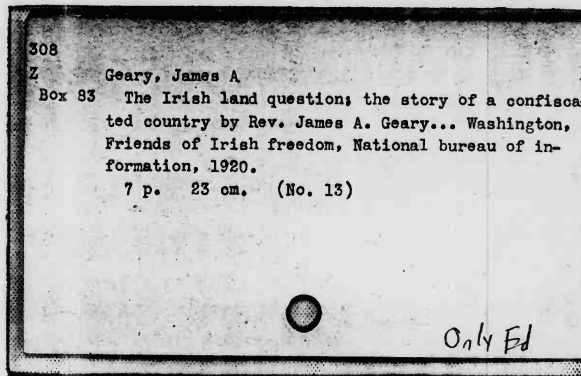 308
Z Geary, James A
Box 83 The Irish land question; the story of a confisca
ted country by Rev. James A. Geary... Washington,
Friends of Irish freedom, National bureau of in-
formation, 1920.
7 p. 23 cm. (No. 13)
Only Ed